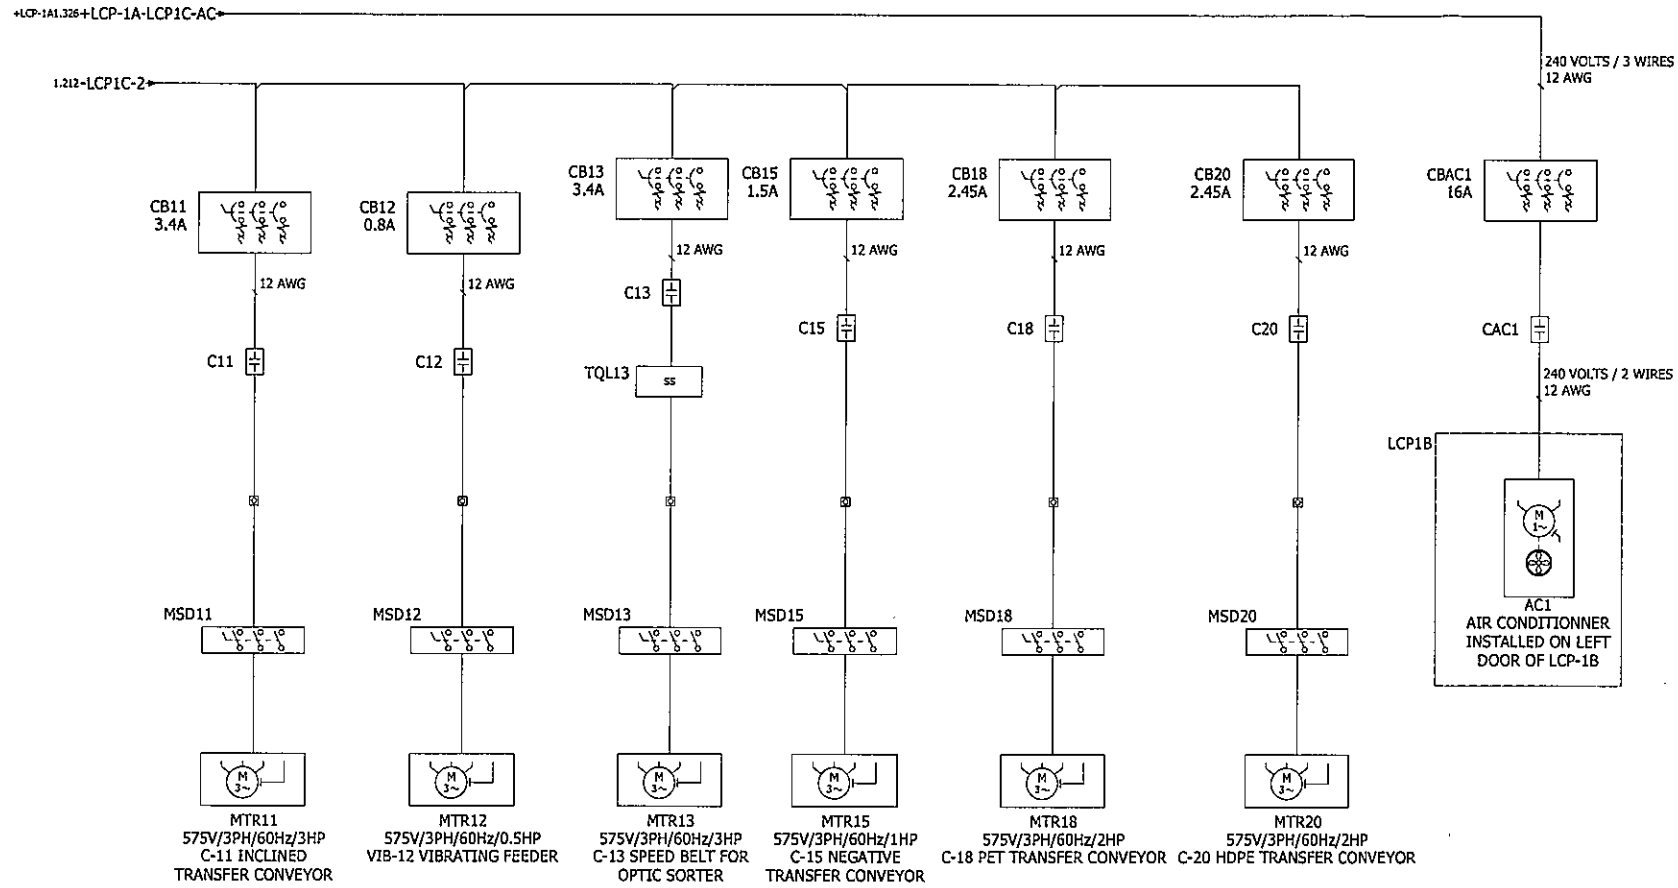 +LCP-1A1.326+LCP-1A-LCP1C-AC
240 VOLTS / 3 WIRES
12 AWG
1.212-LCP1C-2
CB11
3.4A
CB12
0.8A
CB13
3.4A
CB15
1.5A
CB18
2.45A
CB20
2.45A
CBAC1
16A
12 AWG
12 AWG
12 AWG
12 AWG
12 AWG
12 AWG
C11
C12
C13
C15
C18
C20
CAC1
TQL13
SS
240 VOLTS / 2 WIRES
12 AWG
LCP1B
M
1~
AC1
AIR CONDITIONNER
INSTALLED ON LEFT
DOOR OF LCP-1B
MSD11
MSD12
MSD13
MSD15
MSD18
MSD20
M
3~
M
3~
M
3~
M
3~
M
3~
M
3~
MTR11
575V/3PH/60Hz/3HP
C-11 INCLINED
TRANSFER CONVEYOR
MTR12
575V/3PH/60Hz/0.5HP
VIB-12 VIBRATING FEEDER
MTR13
575V/3PH/60Hz/3HP
C-13 SPEED BELT FOR
OPTIC SORTER
MTR15
575V/3PH/60Hz/1HP
C-15 NEGATIVE
TRANSFER CONVEYOR
MTR18
575V/3PH/60Hz/2HP
C-18 PET TRANSFER CONVEYOR
MTR20
575V/3PH/60Hz/2HP
C-20 HDPE TRANSFER CONVEYOR